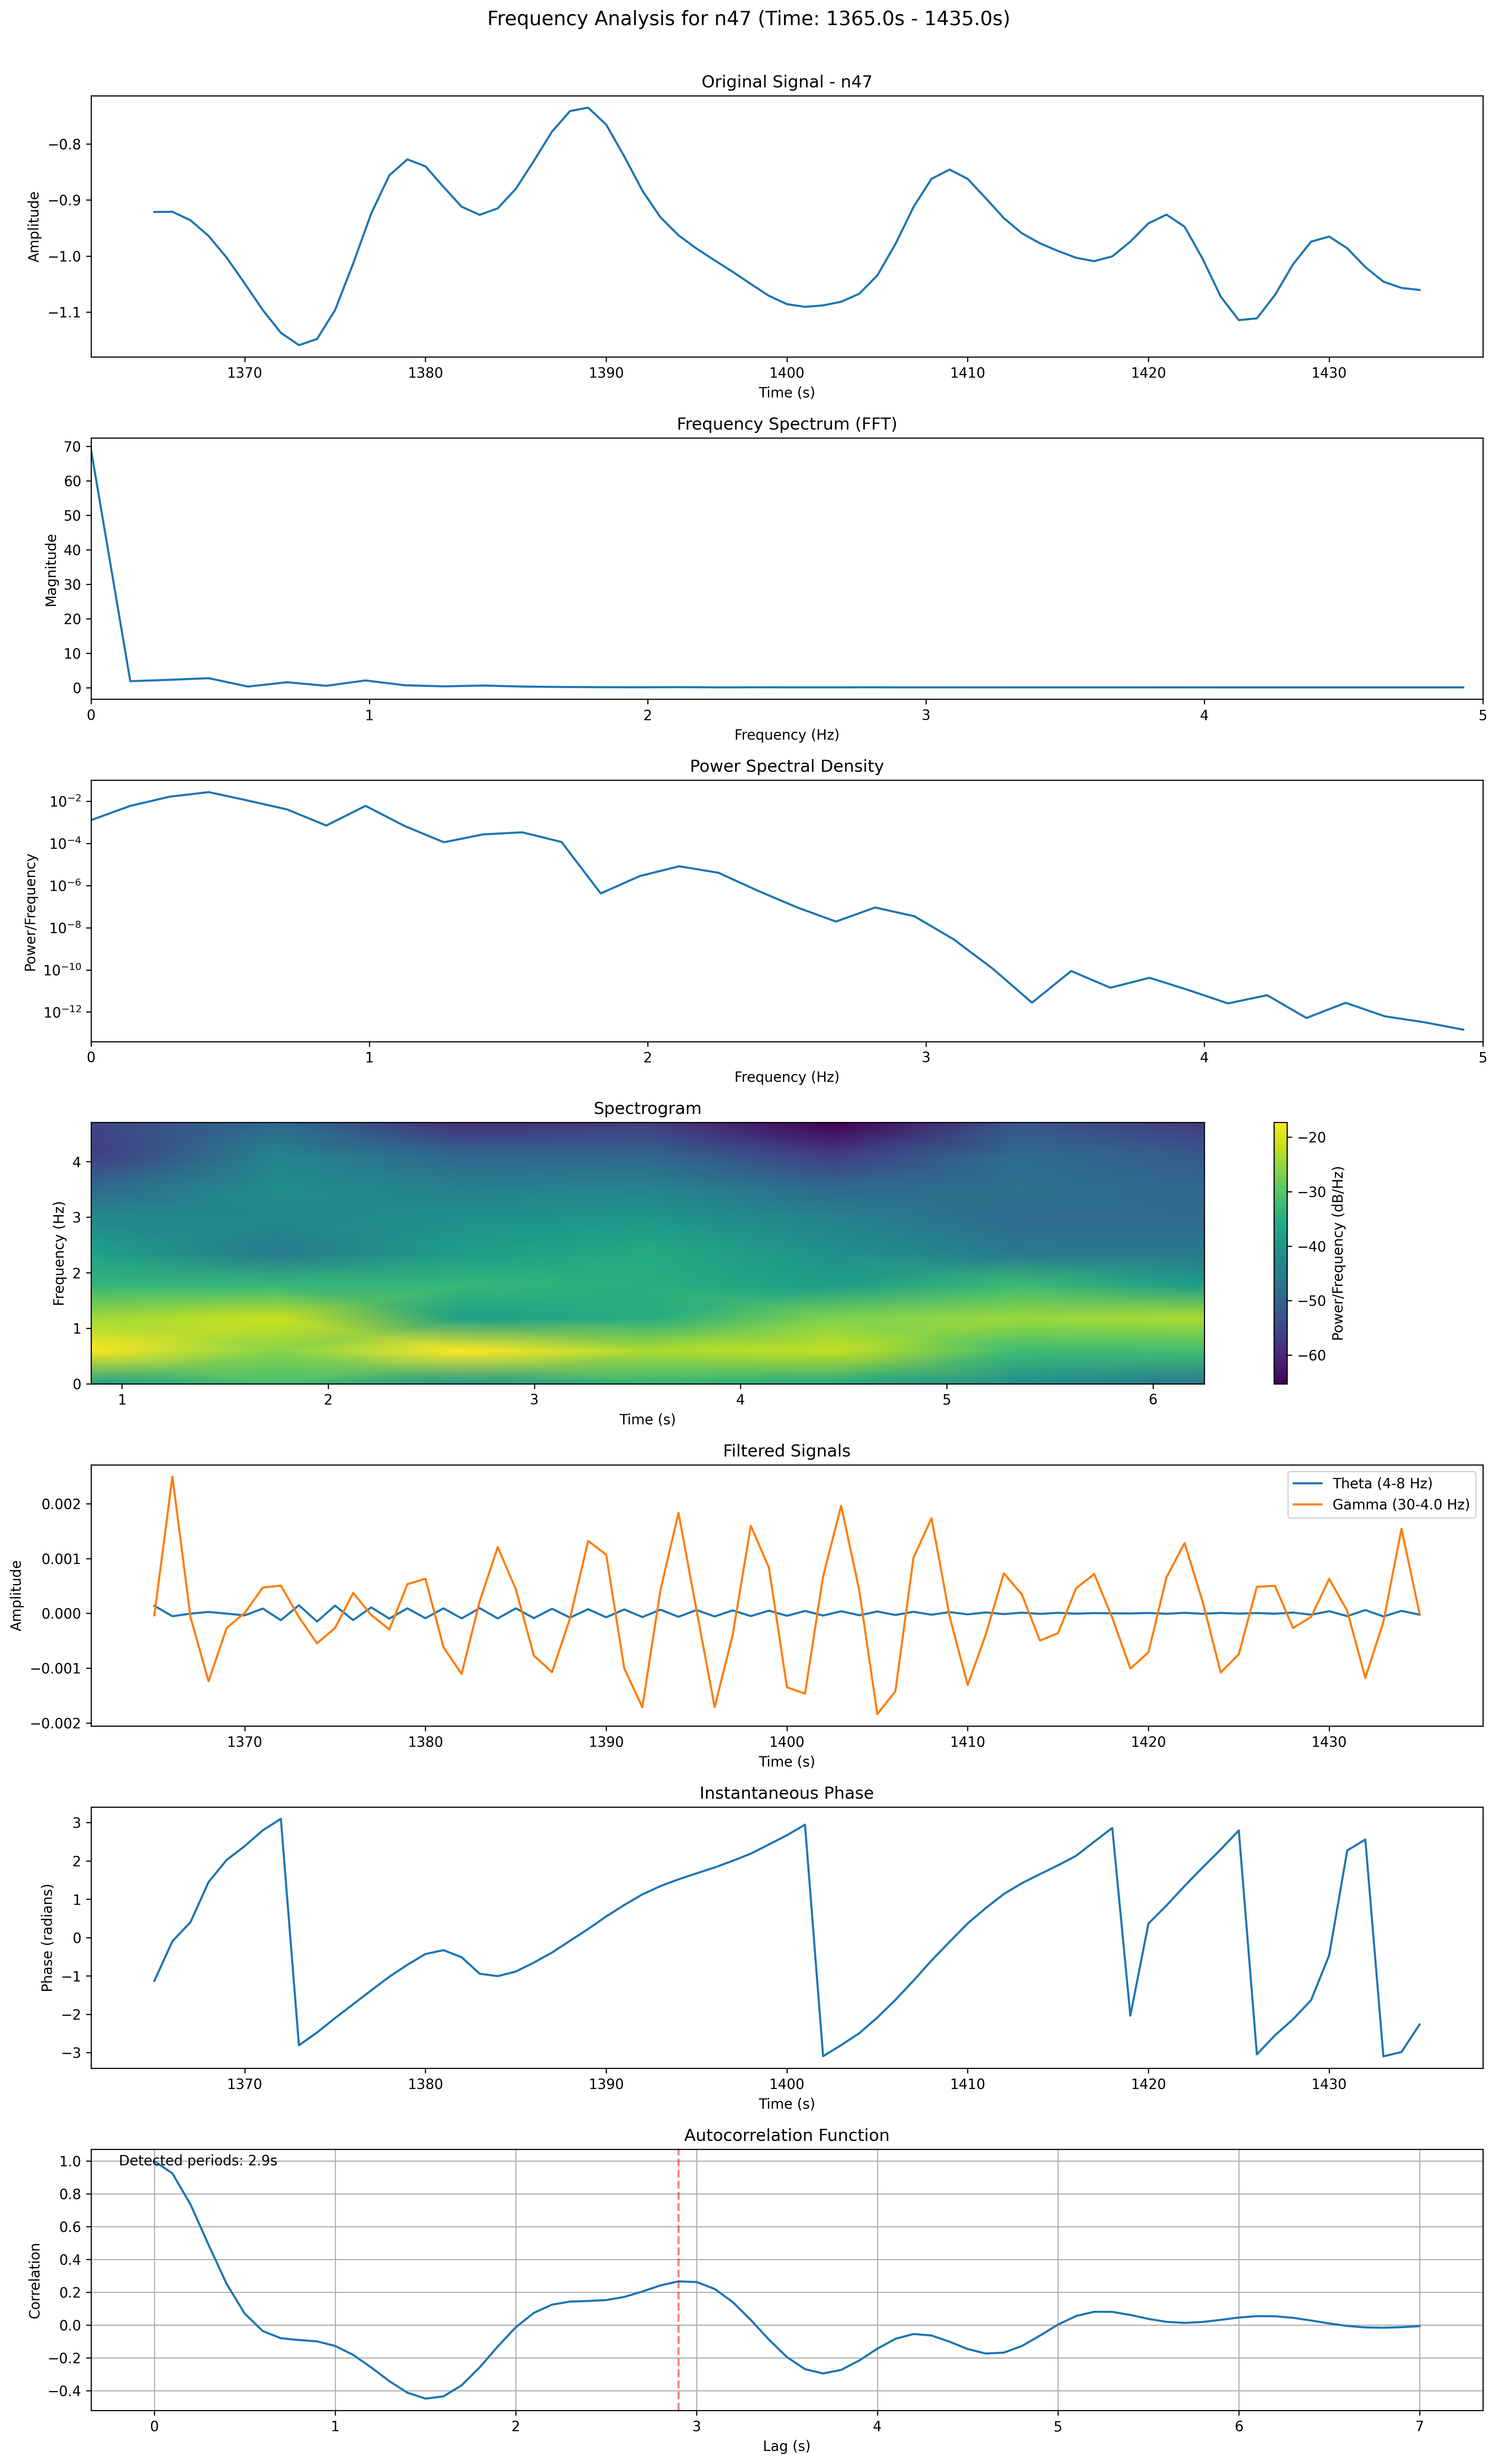 Frequency Analysis for n47 (Time: 1365.0s - 1435.0s)
Original Signal - n47
Amplitude
−0.8
−0.9
−1.0
−1.1
1370 1380 1390 1400 1410 1420 1430
Time (s)
Frequency Spectrum (FFT)
Magnitude
70
60
50
40
30
20
10
0
0 1 2 3 4 5
Frequency (Hz)
Power Spectral Density
Power/Frequency
10⁻²
10⁻⁴
10⁻⁶
10⁻⁸
10⁻¹⁰
10⁻¹²
0 1 2 3 4 5
Frequency (Hz)
Spectrogram
Frequency (Hz)
4
3
2
1
0
1 2 3 4 5 6
Time (s)
−20
−30
−40
−50
−60
Power/Frequency (dB/Hz)
Filtered Signals
Amplitude
0.002
0.001
0.000
−0.001
−0.002
Theta (4-8 Hz)
Gamma (30-4.0 Hz)
1370 1380 1390 1400 1410 1420 1430
Time (s)
Instantaneous Phase
Phase (radians)
3
2
1
0
−1
−2
−3
1370 1380 1390 1400 1410 1420 1430
Time (s)
Autocorrelation Function
Detected periods: 2.9s
Correlation
1.0
0.8
0.6
0.4
0.2
0.0
−0.2
−0.4
0 1 2 3 4 5 6 7
Lag (s)